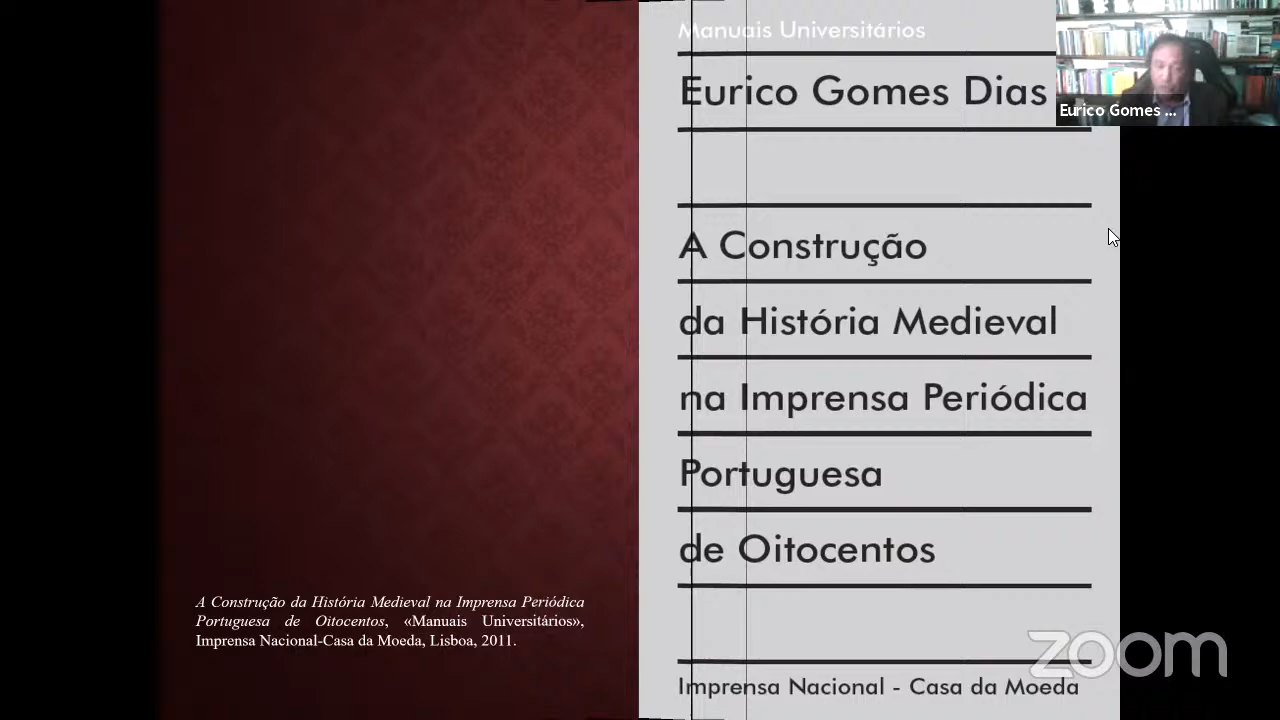 Manuais Universitários
Eurico Gomes Dias
Eurico Gomes ...
A Construção
da História Medieval
na Imprensa Periódica
Portuguesa
de Oitocentos
A Construção da História Medieval na Imprensa Periódica
Portuguesa de Oitocentos, «Manuais Universitários»,
Imprensa Nacional-Casa da Moeda, Lisboa, 2011.
zoom
Imprensa Nacional - Casa da Moeda